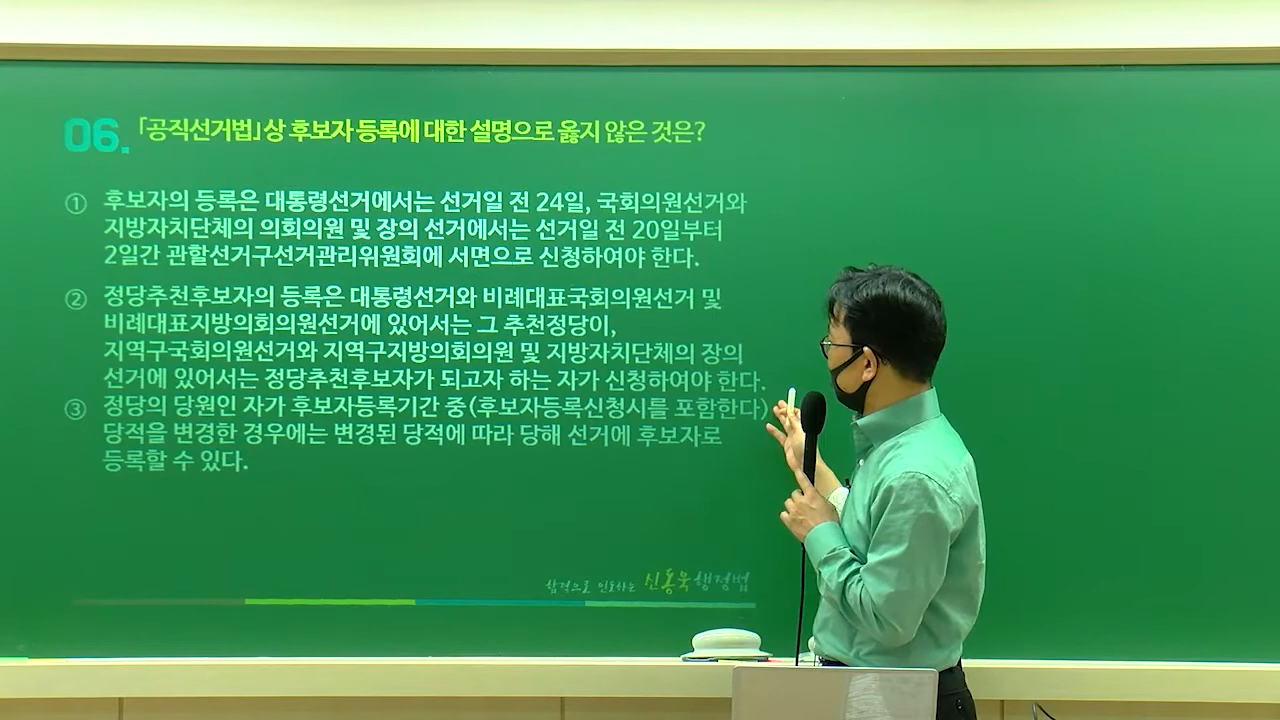 06. 「공직선거법」상 후보자 등록에 대한 설명으로 옳지 않은 것은?
① 후보자의 등록은 대통령선거에서는 선거일 전 24일, 국회의원선거와
지방자치단체의 의회의원 및 장의 선거에서는 선거일 전 20일부터
2일간 관할선거구선거관리위원회에 서면으로 신청하여야 한다.
② 정당추천후보자의 등록은 대통령선거와 비례대표국회의원선거 및
비례대표지방의회의원선거에 있어서는 그 추천정당이,
지역구국회의원선거와 지역구지방의회의원 및 지방자치단체의 장의
선거에 있어서는 정당추천후보자가 되고자 하는 자가 신청하여야 한다.
③ 정당의 당원인 자가 후보자등록기간 중(후보자등록신청시를 포함한다)
당적을 변경한 경우에는 변경된 당적에 따라 당해 선거에 후보자로
등록할 수 있다.
합격으로 인도하는 신동욱행정법